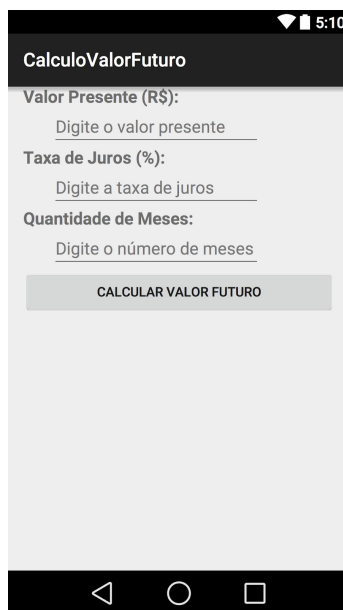 5:10
CalculoValorFuturo
Valor Presente (R$):
Digite o valor presente
Taxa de Juros (%):
Digite a taxa de juros
Quantidade de Meses:
Digite o número de meses
CALCULAR VALOR FUTURO